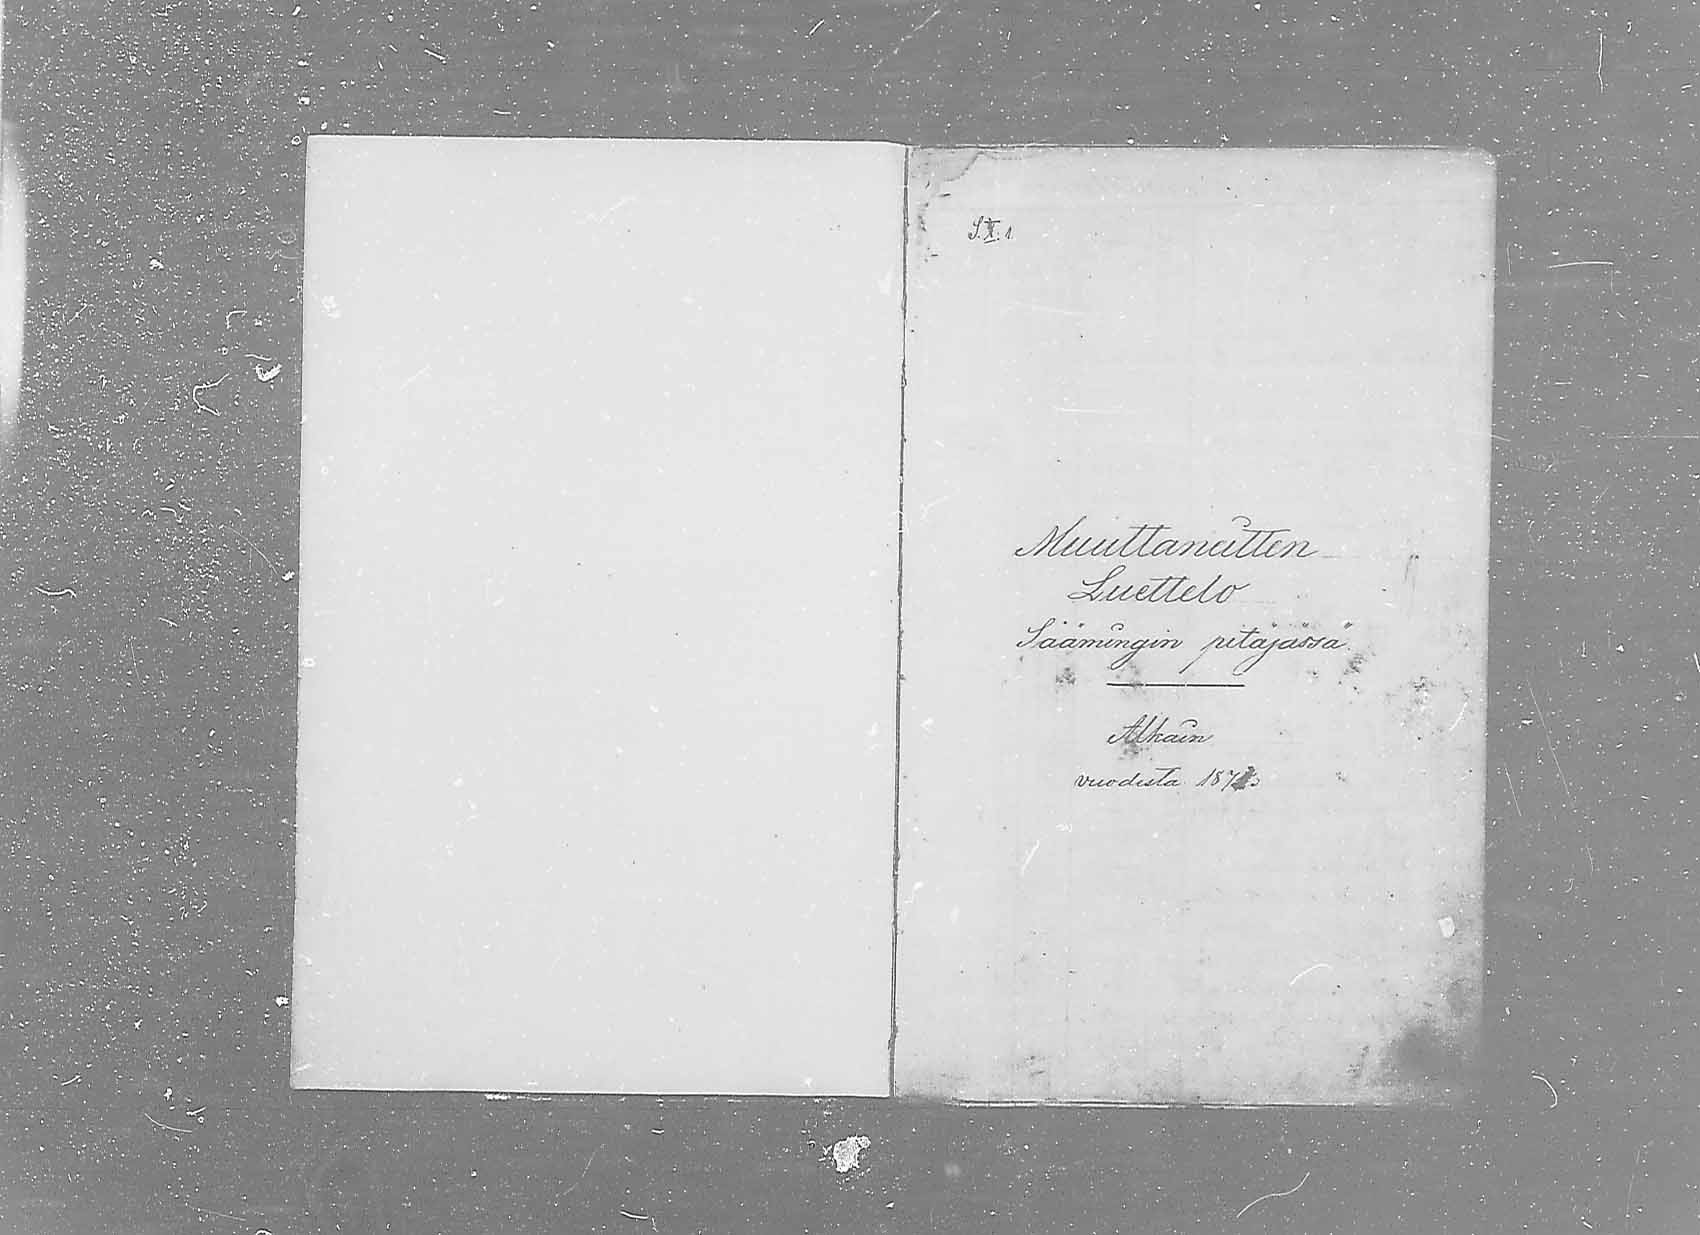 S.X.1.
Muuttaneitten
Luettelo
Säämingin pitäjässä.
Alkain
vuodesta